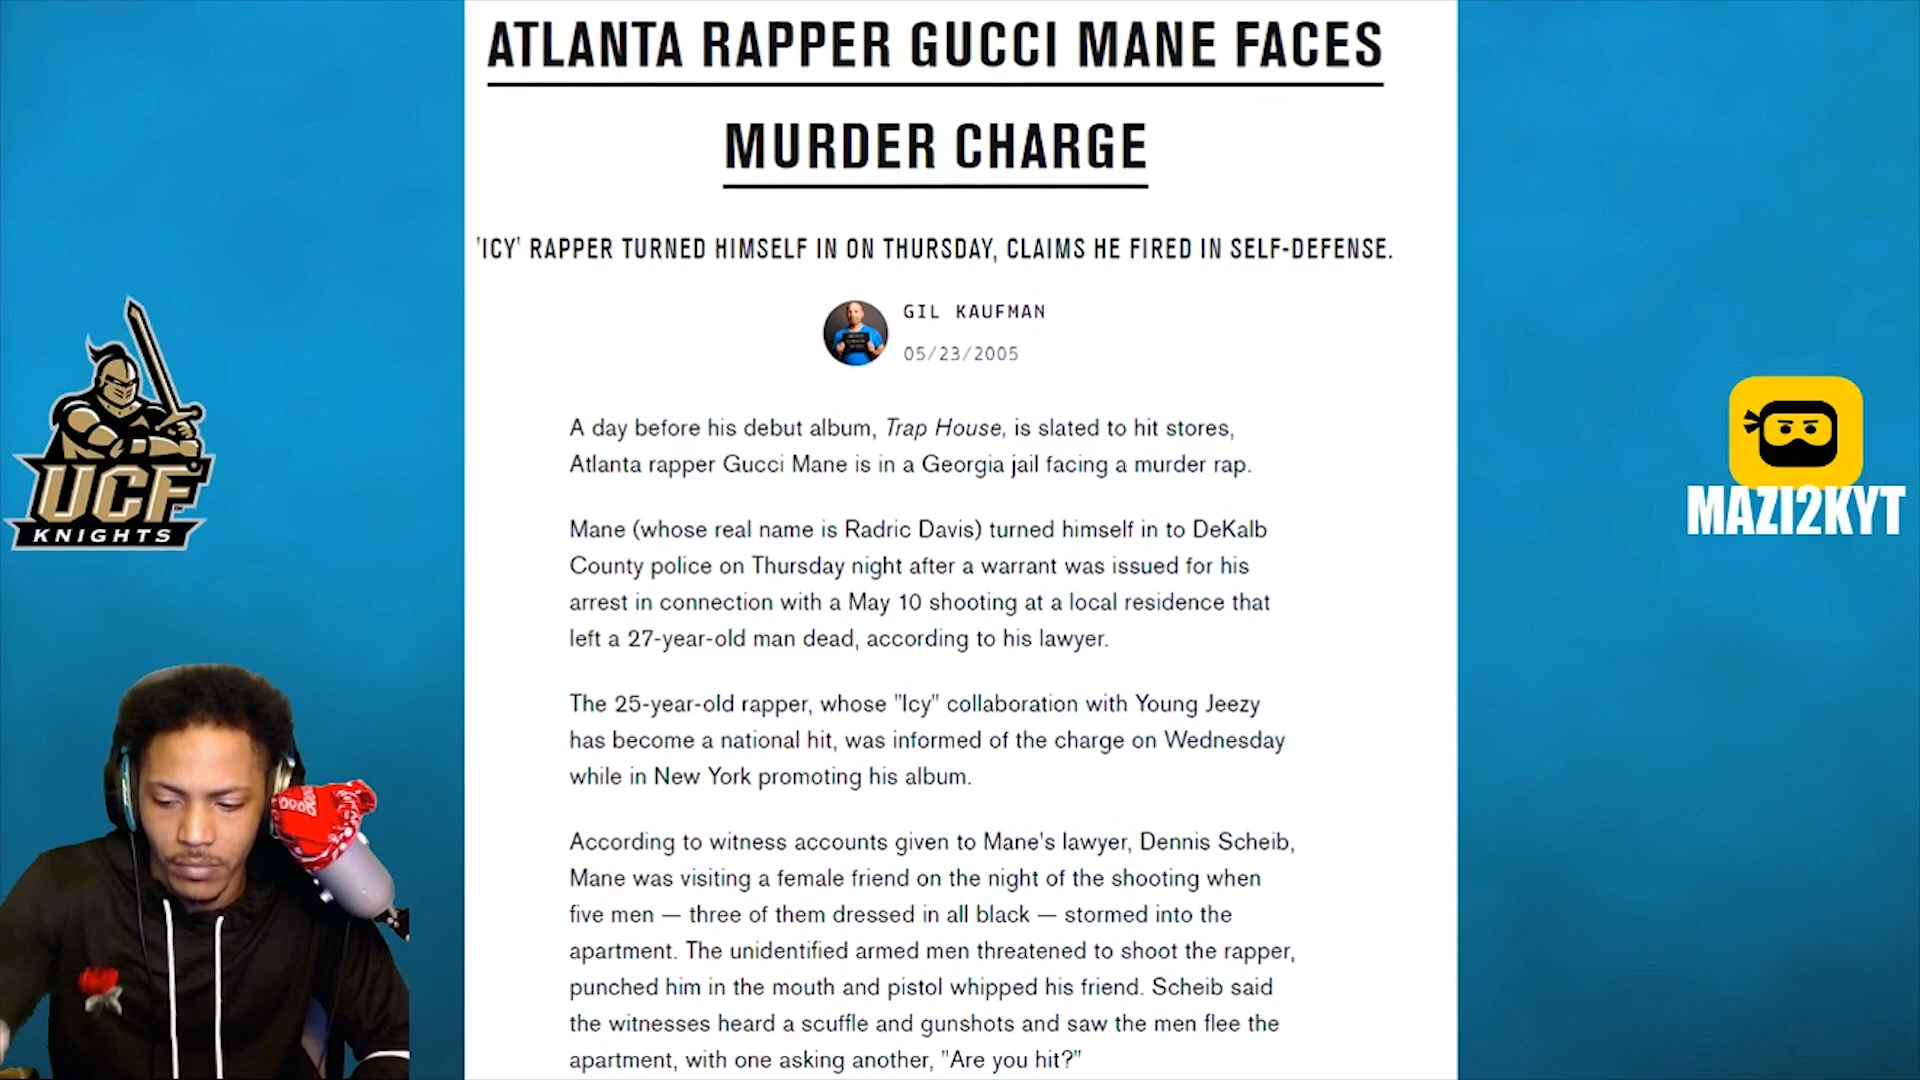 ATLANTA RAPPER GUCCI MANE FACES
MURDER CHARGE
'ICY' RAPPER TURNED HIMSELF IN ON THURSDAY, CLAIMS HE FIRED IN SELF-DEFENSE.
GIL KAUFMAN
05/23/2005
A day before his debut album, Trap House, is slated to hit stores,
Atlanta rapper Gucci Mane is in a Georgia jail facing a murder rap.
Mane (whose real name is Radric Davis) turned himself in to DeKalb
County police on Thursday night after a warrant was issued for his
arrest in connection with a May 10 shooting at a local residence that
left a 27-year-old man dead, according to his lawyer.
The 25-year-old rapper, whose "Icy" collaboration with Young Jeezy
has become a national hit, was informed of the charge on Wednesday
while in New York promoting his album.
According to witness accounts given to Mane's lawyer, Dennis Scheib,
Mane was visiting a female friend on the night of the shooting when
five men — three of them dressed in all black — stormed into the
apartment. The unidentified armed men threatened to shoot the rapper,
punched him in the mouth and pistol whipped his friend. Scheib said
the witnesses heard a scuffle and gunshots and saw the men flee the
apartment, with one asking another, "Are you hit?"
UCF
KNIGHTS
MAZI2KYT